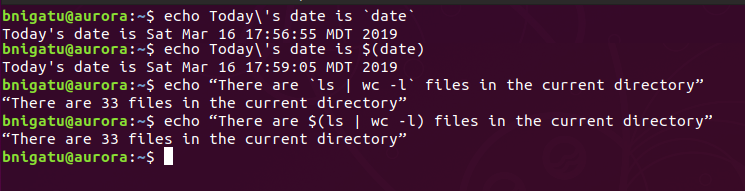 bnigatu@aurora:~$ echo Today\'s date is `date`
Today's date is Sat Mar 16 17:56:55 MDT 2019
bnigatu@aurora:~$ echo Today\'s date is $(date)
Today's date is Sat Mar 16 17:59:05 MDT 2019
bnigatu@aurora:~$ echo “There are `ls | wc -l` files in the current directory”
“There are 33 files in the current directory”
bnigatu@aurora:~$ echo “There are $(ls | wc -l) files in the current directory”
“There are 33 files in the current directory”
bnigatu@aurora:~$